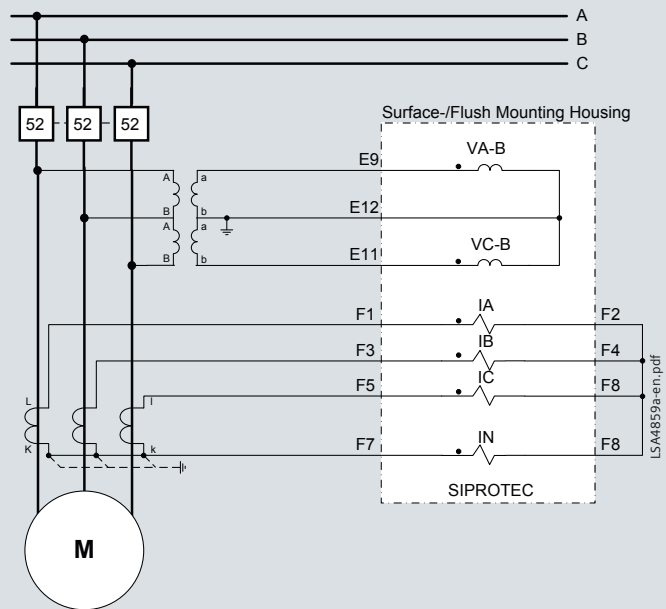 A
B
C
52 52 52
Surface-/Flush Mounting Housing
VA-B
E9
A a
B b
E12
A a
VC-B
E11
B b
IA
F1 F2
IB
F3 F4
IC
F5 F8
L l
K k
IN
F7 F8
SIPROTEC
M
LSA4859a-en.pdf